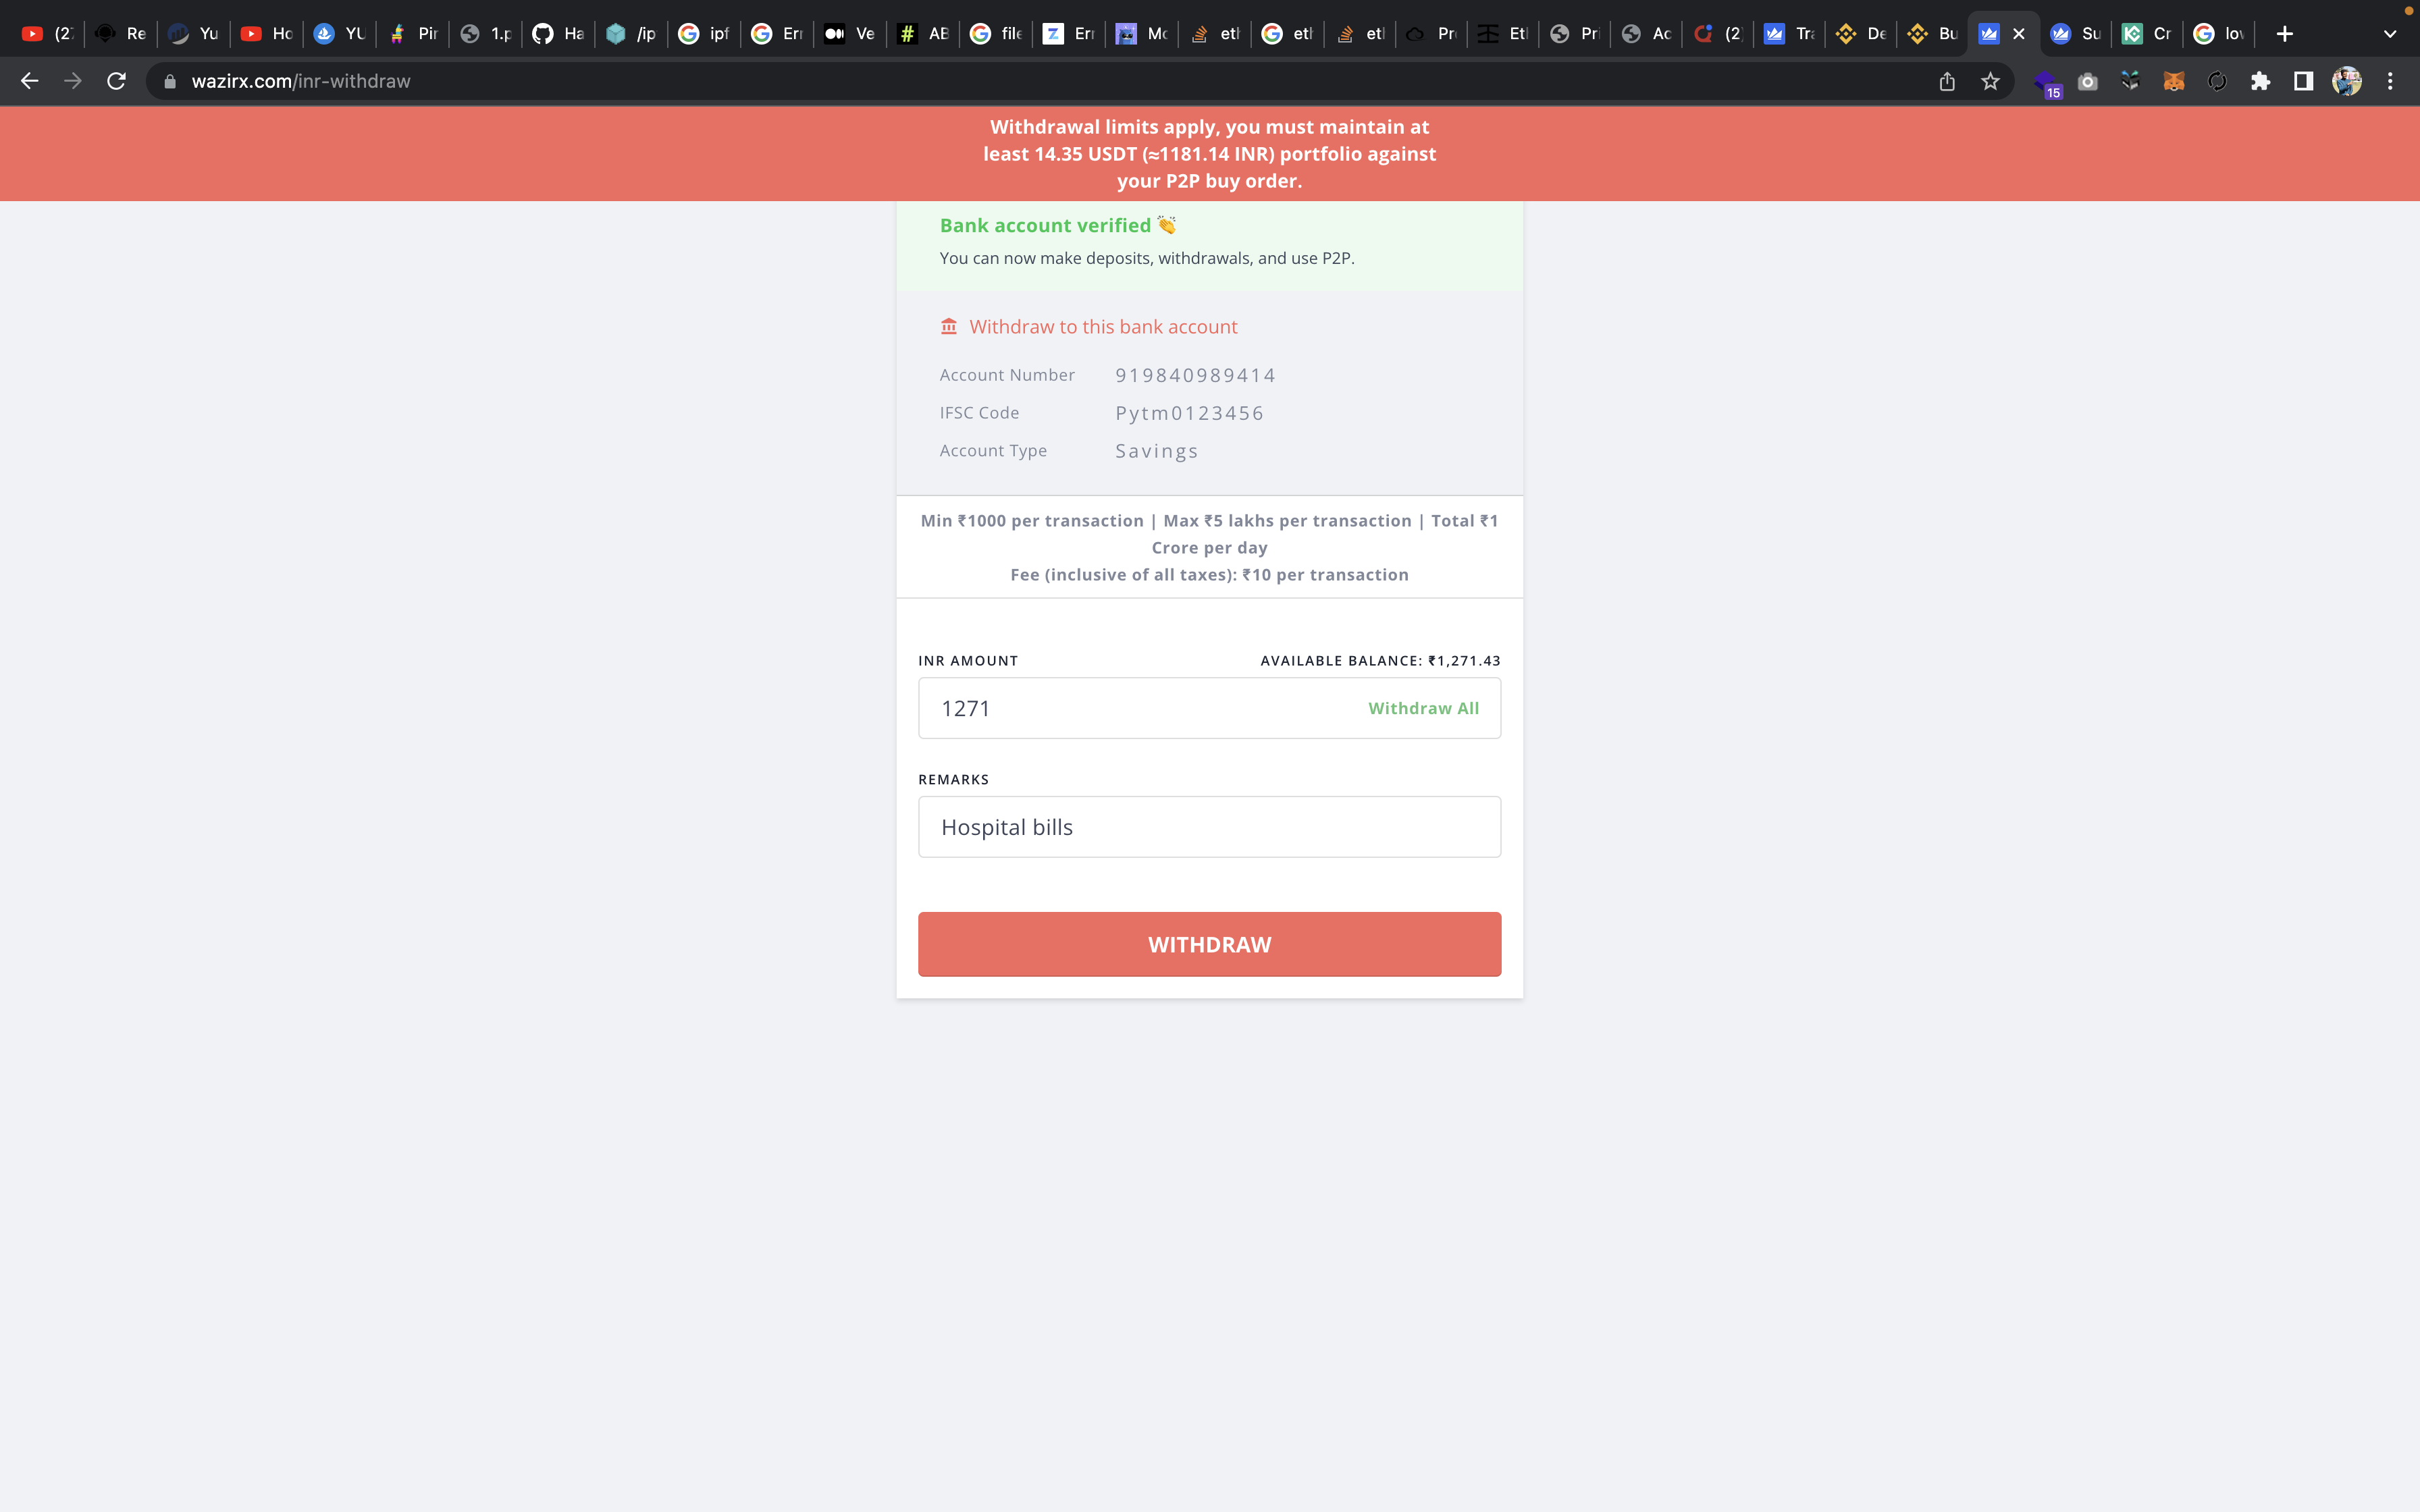 (2
Re
Yu
Ho
YU
Pir
1.p
Ha
/ip
ipf
Err
Ve
AB
file
Err
Mc
eth
eth
Pr
Pri
Ac
(2
Tra
De
Bu
Su
Cr
lov
wazirx.com/inr-withdraw
15
Withdrawal limits apply, you must maintain at
least 14.35 USDT (≈1181.14 INR) portfolio against
your P2P buy order.
Bank account verified 👏
You can now make deposits, withdrawals, and use P2P.
Withdraw to this bank account
Account Number 919840989414
IFSC Code Pytm0123456
Account Type Savings
Min ₹1000 per transaction | Max ₹5 lakhs per transaction | Total ₹1
Crore per day
Fee (inclusive of all taxes): ₹10 per transaction
INR AMOUNT AVAILABLE BALANCE: ₹1,271.43
1271 Withdraw All
REMARKS
Hospital bills
WITHDRAW